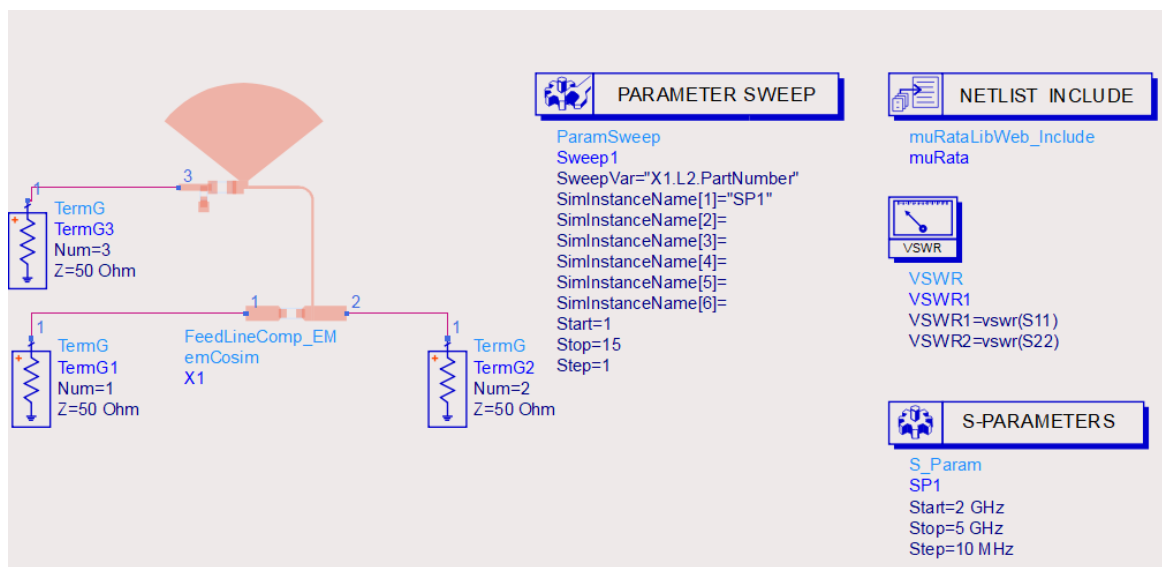 3
1
TermG
TermG3
Num=3
Z=50 Ohm
1
TermG
TermG1
Num=1
Z=50 Ohm
1
2
FeedLineComp_EM
emCosim
X1
1
TermG
TermG2
Num=2
Z=50 Ohm
PARAMETER SWEEP
ParamSweep
Sweep1
SweepVar="X1.L2.PartNumber"
SimInstanceName[1]="SP1"
SimInstanceName[2]=
SimInstanceName[3]=
SimInstanceName[4]=
SimInstanceName[5]=
SimInstanceName[6]=
Start=1
Stop=15
Step=1
NETLIST INCLUDE
muRataLibWeb_Include
muRata
VSWR
VSWR
VSWR1
VSWR1=vswr(S11)
VSWR2=vswr(S22)
S-PARAMETERS
S_Param
SP1
Start=2 GHz
Stop=5 GHz
Step=10 MHz